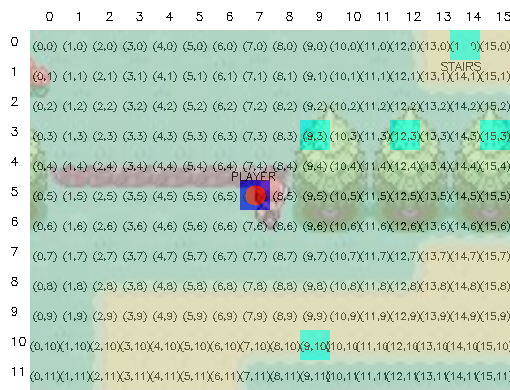 0 1 2 3 4 5 6 7 8 9 10 11 12 13 14 15
0 (0,0) (1,0) (2,0) (3,0) (4,0) (5,0) (6,0) (7,0) (8,0) (9,0) (10,0) (11,0) (12,0) (13,0) (15,0)
STAIRS
1 (1,1) (2,1) (3,1) (4,1) (5,1) (6,1) (7,1) (8,1) (9,1) (10,1) (11,1) (12,1) (13,1) (14,1) (15,1)
2 (0,2) (1,2) (2,2) (3,2) (4,2) (5,2) (6,2) (7,2) (8,2) (9,2) (10,2) (11,2) (12,2) (13,2) (14,2) (15,2)
3 (0,3) (1,3) (2,3) (3,3) (4,3) (5,3) (6,3) (7,3) (8,3) (9,3) (10,3) (11,3) (12,3) (13,3) (14,3) (15,3)
4 (0,4) (1,4) (2,4) (3,4) (4,4) (5,4) (6,4) (7,4) (8,4) (9,4) (10,4) (11,4) (12,4) (13,4) (14,4) (15,4)
PLAYER
5 (0,5) (1,5) (2,5) (3,5) (4,5) (5,5) (6,5) (8,5) (9,5) (10,5) (11,5) (12,5) (13,5) (14,5) (15,5)
6 (0,6) (1,6) (2,6) (3,6) (4,6) (5,6) (6,6) (7,6) (8,6) (9,6) (10,6) (11,6) (12,6) (13,6) (14,6) (15,6)
7 (0,7) (1,7) (2,7) (3,7) (4,7) (5,7) (6,7) (7,7) (8,7) (9,7) (10,7) (11,7) (12,7) (13,7) (14,7) (15,7)
8 (0,8) (1,8) (2,8) (3,8) (4,8) (5,8) (6,8) (7,8) (8,8) (9,8) (10,8) (11,8) (12,8) (13,8) (14,8) (15,8)
9 (0,9) (1,9) (2,9) (3,9) (4,9) (5,9) (6,9) (7,9) (8,9) (9,9) (10,9) (11,9) (12,9) (13,9) (14,9) (15,9)
10 (0,10) (1,10) (2,10) (3,10) (4,10) (5,10) (6,10) (7,10) (8,10) (9,10) (10,10) (11,10) (12,10) (13,10) (14,10) (15,10)
11 (0,11) (1,11) (2,11) (3,11) (4,11) (5,11) (6,11) (7,11) (8,11) (9,11) (10,11) (11,11) (12,11) (13,11) (14,11) (15,11)